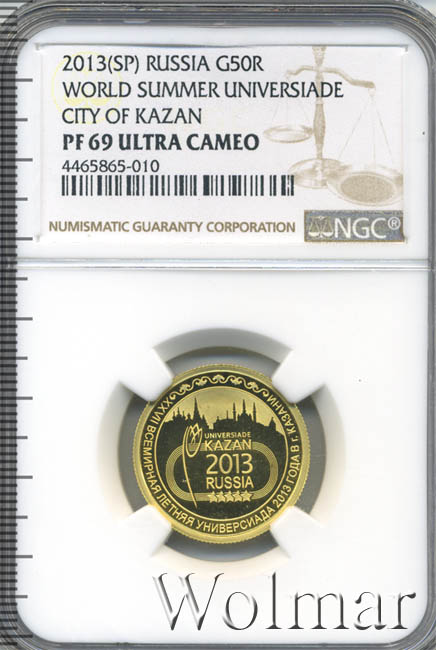 2013(SP) RUSSIA G50R
WORLD SUMMER UNIVERSIADE
CITY OF KAZAN
PF 69 ULTRA CAMEO
4465865-010
NUMISMATIC GUARANTY CORPORATION
NGC®
UNIVERSIADE
KAZAN
2013
RUSSIA
XXVII ВСЕМИРНАЯ ЛЕТНЯЯ УНИВЕРСИАДА 2013 ГОДА В г. КАЗАНИ
Wolmar